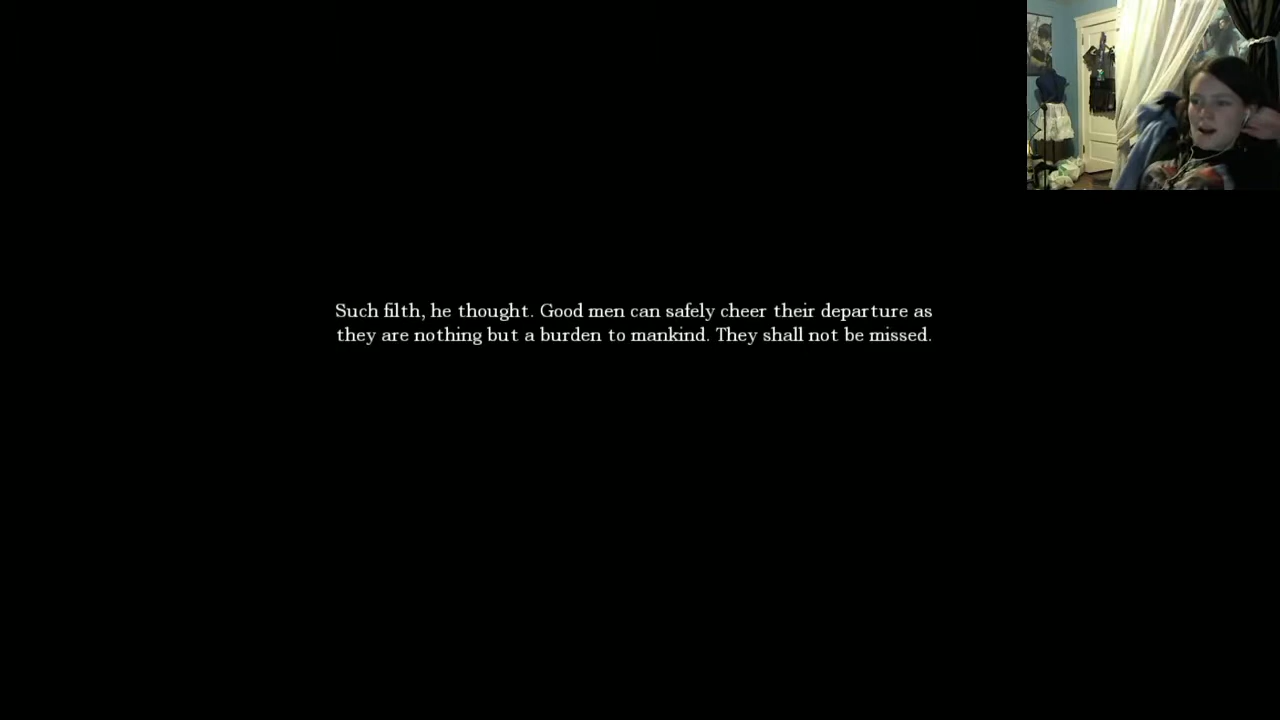 Such filth, he thought. Good men can safely cheer their departure as
they are nothing but a burden to mankind. They shall not be missed.